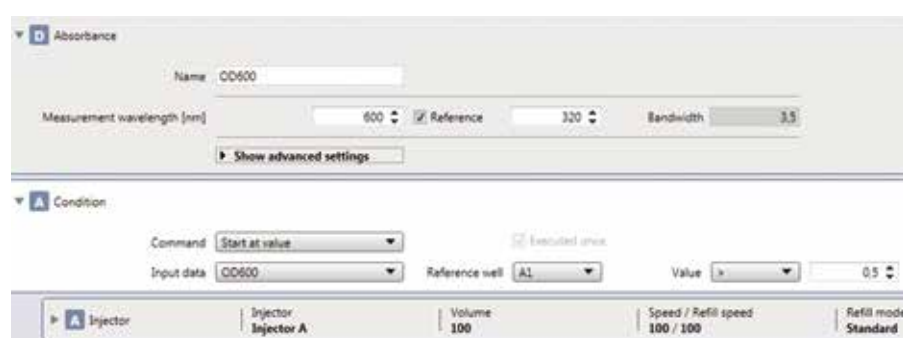 D Absorbance
Name OD600
Measurement wavelength [nm] 600 Reference 320 Bandwidth 3,5
Show advanced settings
A Condition
Command Start at value Executed once
Input data OD600 Reference well A1 Value > 0,5
A Injector Injector Volume Speed / Refill speed Refill mode
Injector A 100 100 / 100 Standard